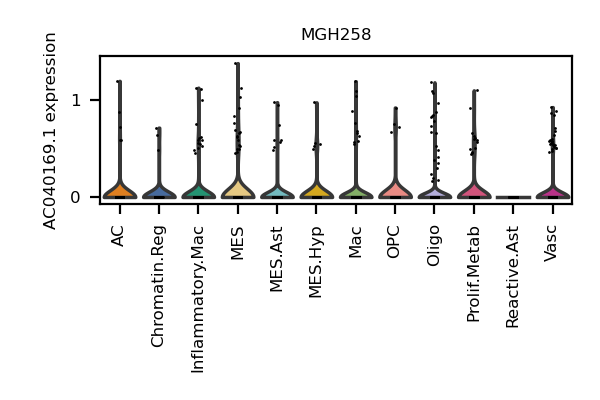 MGH258
AC040169.1 expression
1
0
AC
Chromatin.Reg
Inflammatory.Mac
MES
MES.Ast
MES.Hyp
Mac
OPC
Oligo
Prolif.Metab
Reactive.Ast
Vasc